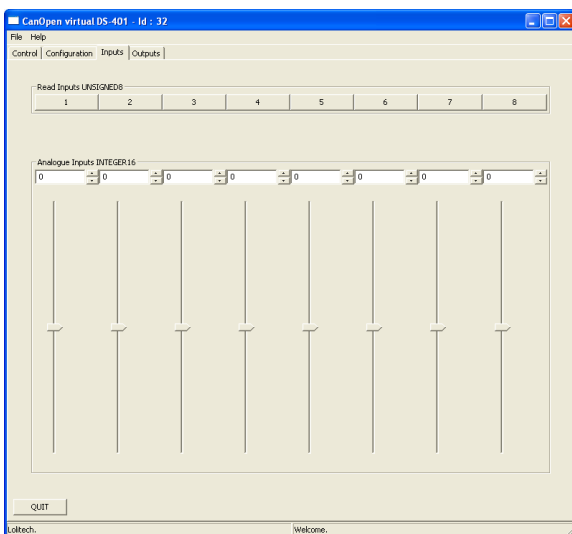 CanOpen virtual DS-401 - Id : 32
File Help
Control Configuration Inputs Outputs
Read Inputs UNSIGNED8
1 2 3 4 5 6 7 8
Analogue Inputs INTEGER16
0 0 0 0 0 0 0 0
QUIT
Lolitech. Welcome.